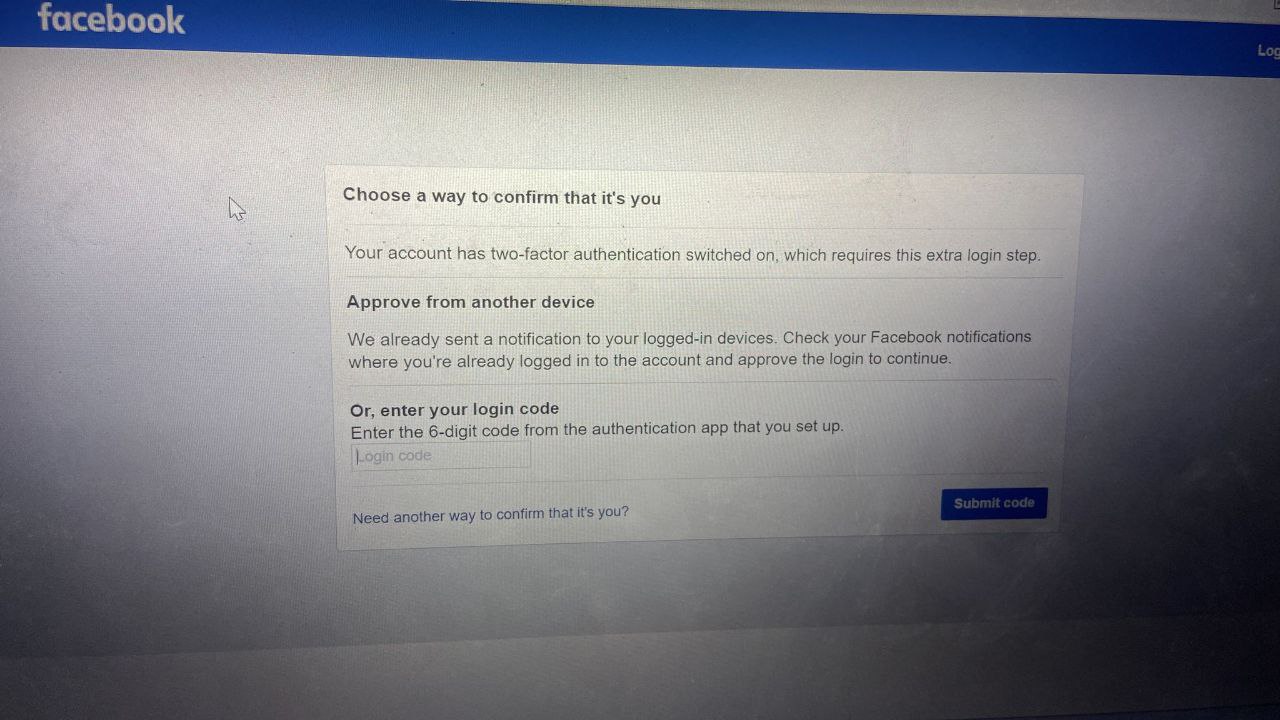 facebook
Log
Choose a way to confirm that it's you
Your account has two-factor authentication switched on, which requires this extra login step.
Approve from another device
We already sent a notification to your logged-in devices. Check your Facebook notifications
where you're already logged in to the account and approve the login to continue.
Or, enter your login code
Enter the 6-digit code from the authentication app that you set up.
Login code
Need another way to confirm that it's you?
Submit code